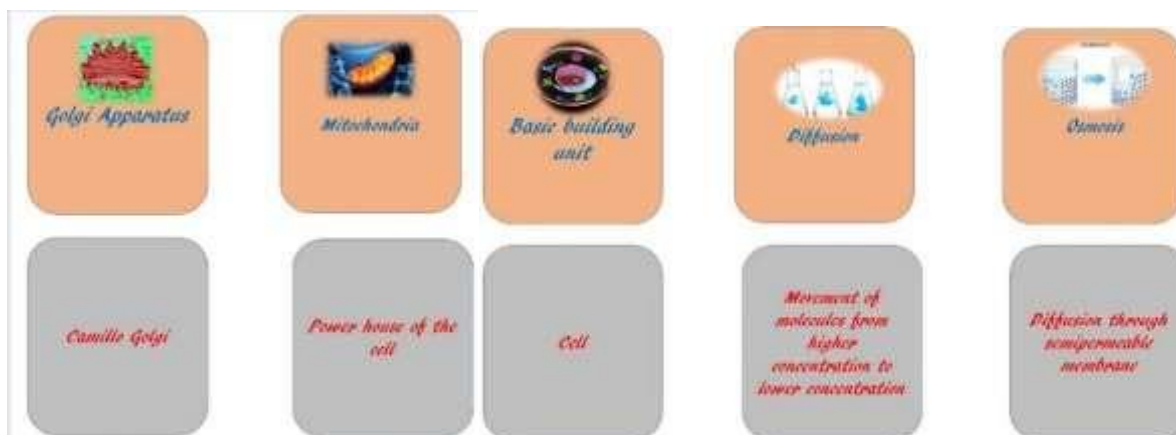 Golgi Apparatus
Mitochondria
Basic building
unit
Diffusion
Osmosis
Camillo Golgi
Power house of the
cell
Cell
Movement of
molecules from
higher
concentration to
lower concentration
Diffusion through
semipermeable
membrane